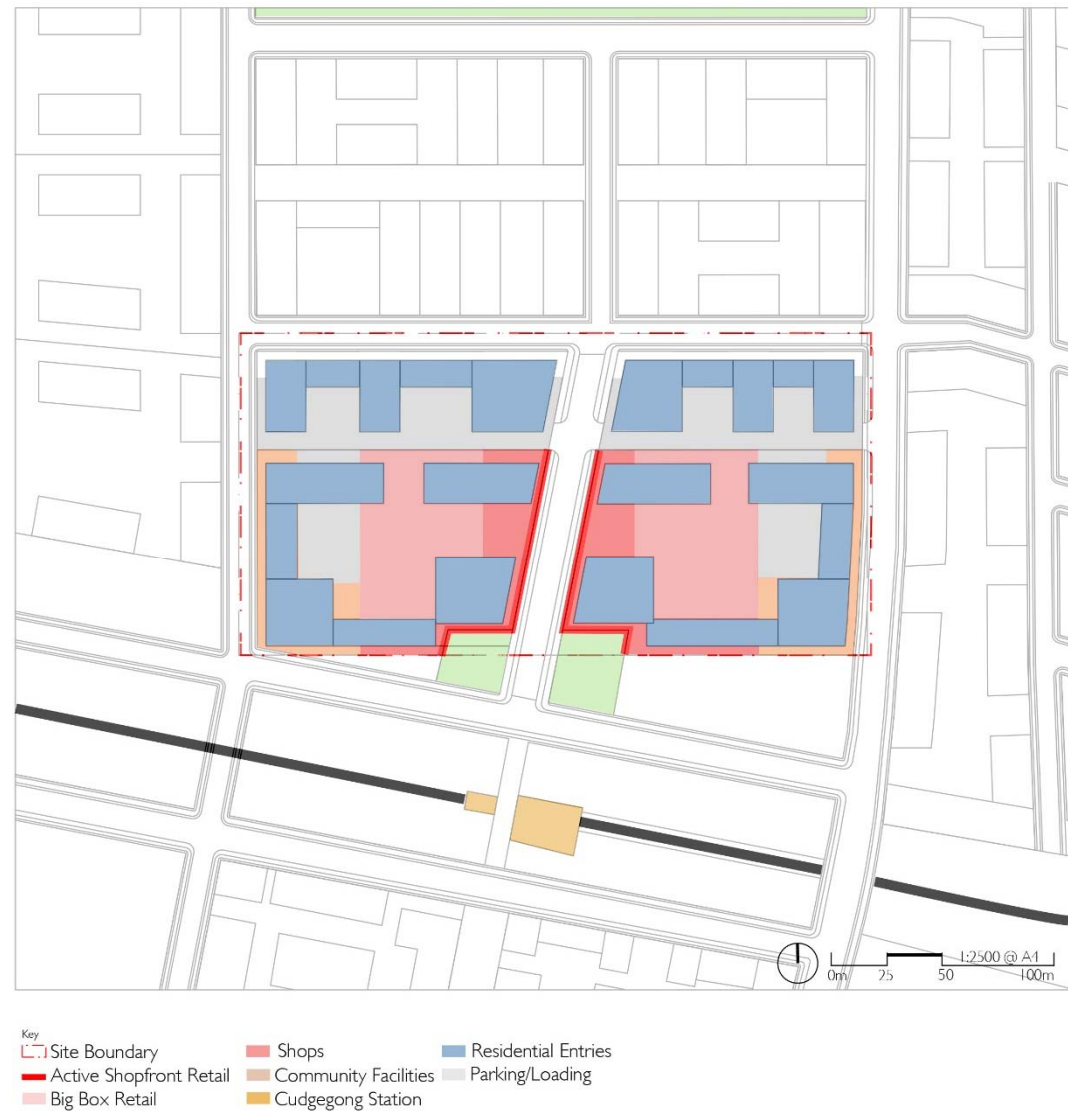 1:2500 @ A4
0m 25 50 100m
Key
Site Boundary
Active Shopfront Retail
Big Box Retail
Shops
Community Facilities
Cudgegong Station
Residential Entries
Parking/Loading